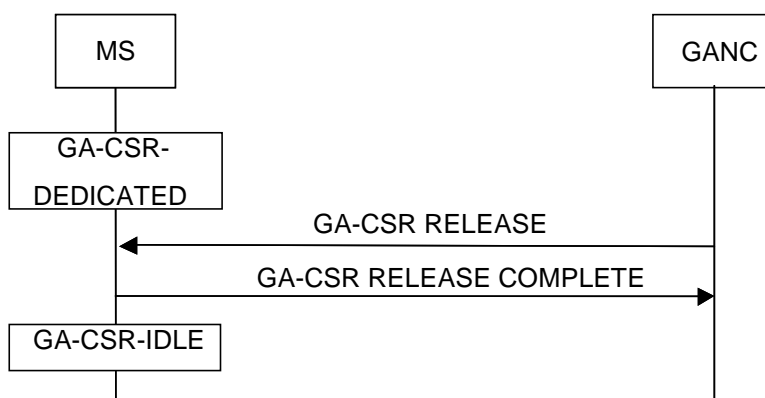 MS
GANC
GA-CSR-
DEDICATED
GA-CSR RELEASE
GA-CSR RELEASE COMPLETE
GA-CSR-IDLE